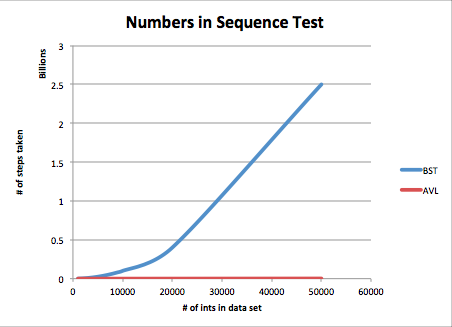 Numbers in Sequence Test
Billions
# of steps taken
3
2.5
2
1.5
1
0.5
0
0 10000 20000 30000 40000 50000 60000
# of ints in data set
BST
AVL